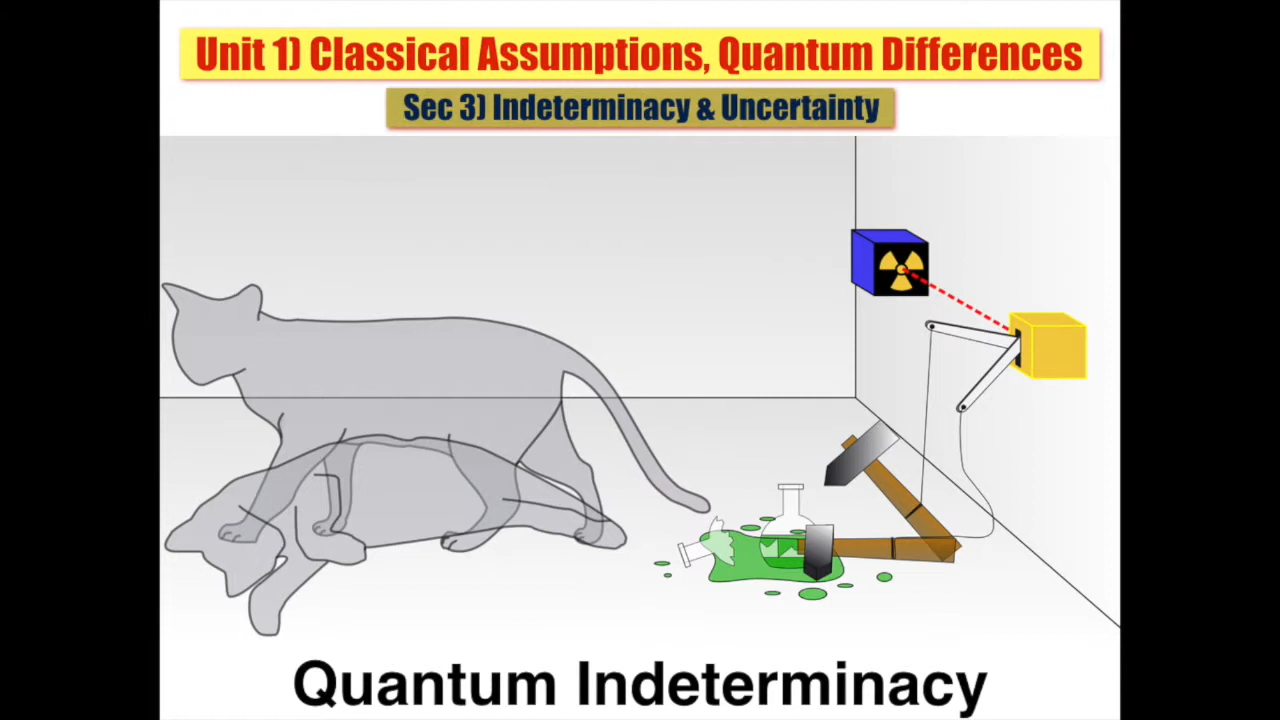 Unit 1) Classical Assumptions, Quantum Differences
Sec 3) Indeterminacy & Uncertainty
Quantum Indeterminacy